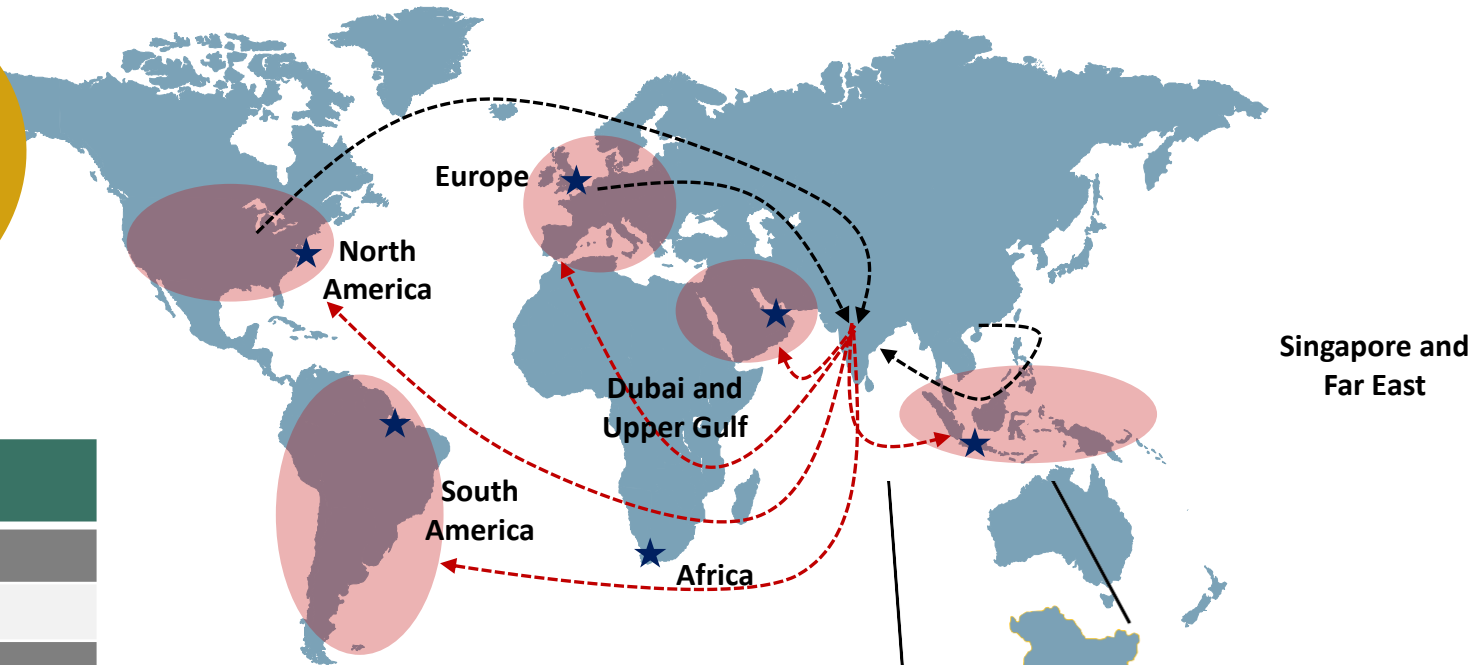 Europe
North
America
Singapore and
Far East
Dubai and
Upper Gulf
South
America
Africa